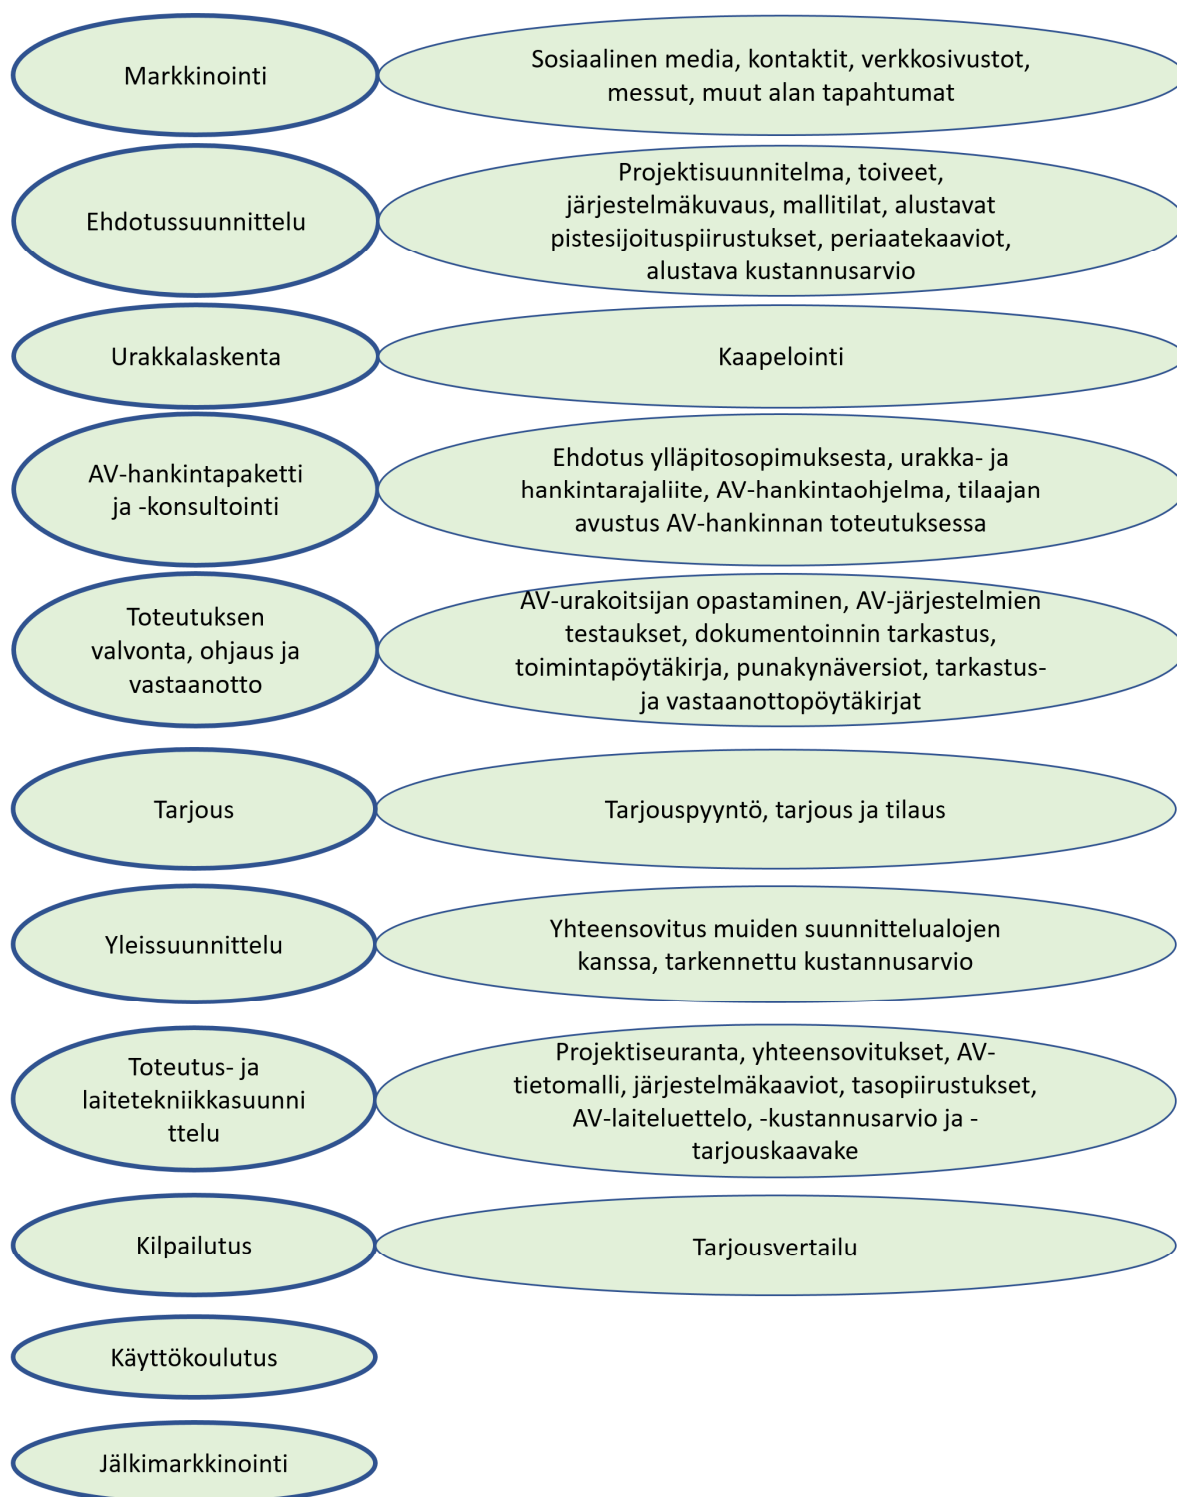 Markkinointi
Sosiaalinen media, kontaktit, verkkosivustot,
messut, muut alan tapahtumat
Ehdotussuunnittelu
Projektisuunnitelma, toiveet,
järjestelmäkuvaus, mallitilat, alustavat
pistesijoituspiirustukset, periaatekaaviot,
alustava kustannusarvio
Urakkalaskenta
Kaapelointi
AV-hankintapaketti
ja -konsultointi
Ehdotus ylläpitosopimuksesta, urakka- ja
hankintarajaliite, AV-hankintaohjelma, tilaajan
avustus AV-hankinnan toteutuksessa
Toteutuksen
valvonta, ohjaus ja
vastaanotto
AV-urakoitsijan opastaminen, AV-järjestelmien
testaukset, dokumentoinnin tarkastus,
toimintapöytäkirja, punakynäversiot, tarkastus-
ja vastaanottopöytäkirjat
Tarjous
Tarjouspyyntö, tarjous ja tilaus
Yleissuunnittelu
Yhteensovitus muiden suunnittelualojen
kanssa, tarkennettu kustannusarvio
Toteutus- ja
laitetekniikkasuunni
ttelu
Projektiseuranta, yhteensovitukset, AV-
tietomalli, järjestelmäkaaviot, tasopiirustukset,
AV-laiteluettelo, -kustannusarvio ja -
tarjouskaavake
Kilpailutus
Tarjousvertailu
Käyttökoulutus
Jälkimarkkinointi